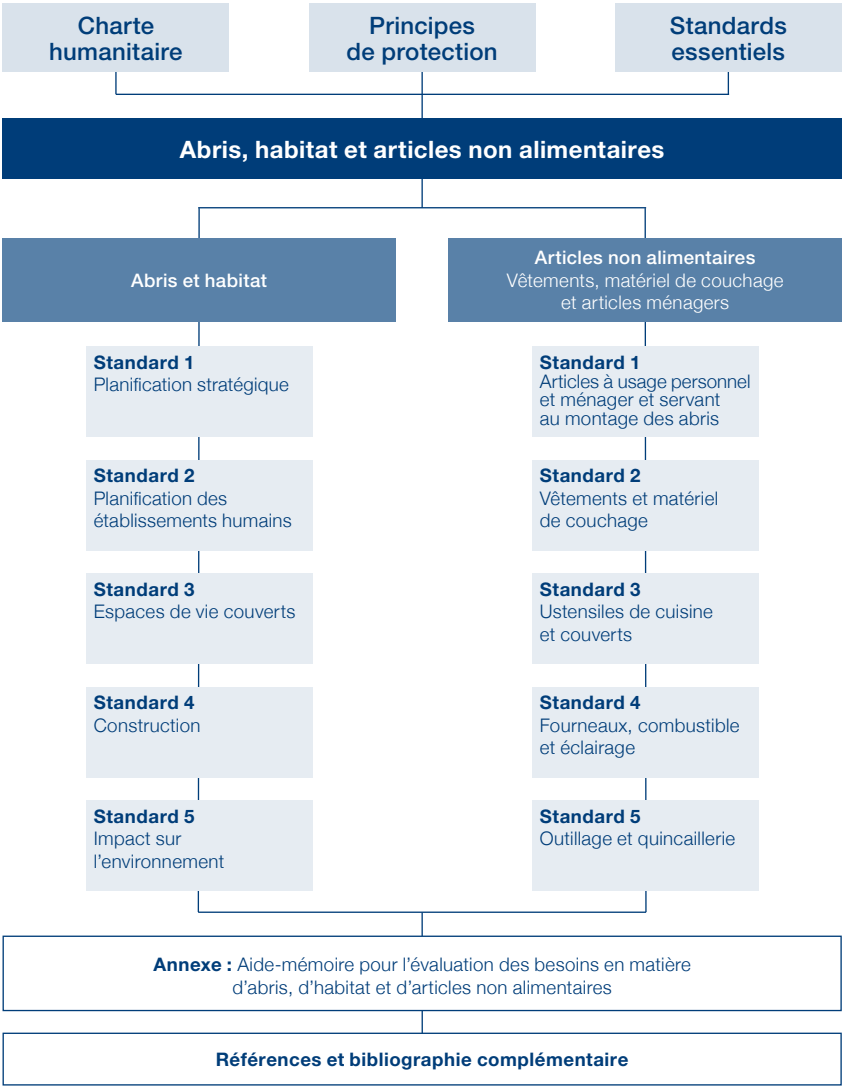 Charte
humanitaire
Principes
de protection
Standards
essentiels
Abris, habitat et articles non alimentaires
Abris et habitat
Articles non alimentaires
Vêtements, matériel de couchage
et articles ménagers
Standard 1
Planification stratégique
Standard 2
Planification des
établissements humains
Standard 3
Espaces de vie couverts
Standard 4
Construction
Standard 5
Impact sur
l’environnement
Standard 1
Articles à usage personnel
et ménager et servant
au montage des abris
Standard 2
Vêtements et matériel
de couchage
Standard 3
Ustensiles de cuisine
et couverts
Standard 4
Fourneaux, combustible
et éclairage
Standard 5
Outillage et quincaillerie
Annexe : Aide-mémoire pour l’évaluation des besoins en matière
d’abris, d’habitat et d’articles non alimentaires
Références et bibliographie complémentaire